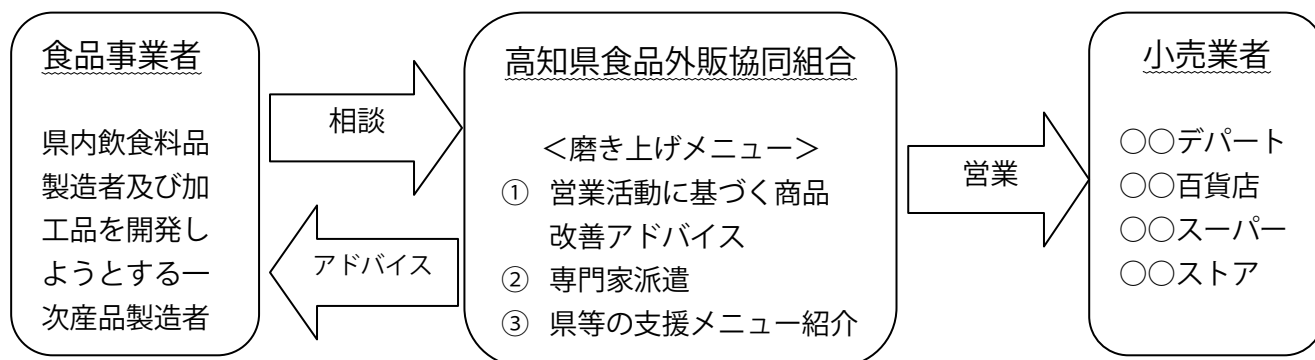 食品事業者
県内飲食料品
製造者及び加
工品を開発し
ようとする一
次産品製造者
相談
アドバイス
高知県食品外販協同組合
＜磨き上げメニュー＞
① 営業活動に基づく商品
改善アドバイス
② 専門家派遣
③ 県等の支援メニュー紹介
営業
小売業者
○○デパート
○○百貨店
○○スーパー
○○ストア